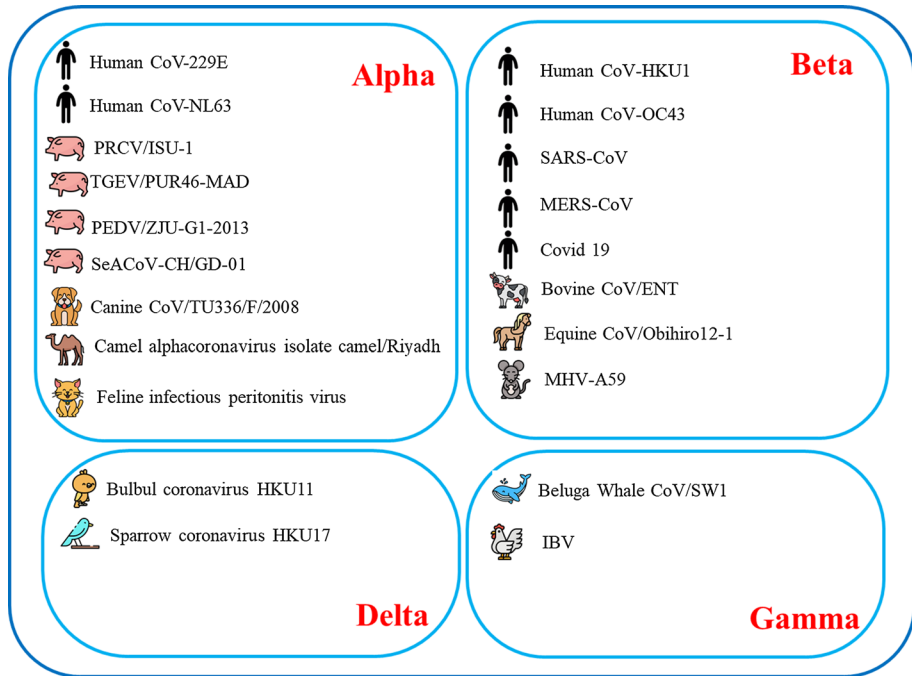 Alpha
Human CoV-229E
Human CoV-NL63
PRCV/ISU-1
TGEV/PUR46-MAD
PEDV/ZJU-G1-2013
SeACoV-CH/GD-01
Canine CoV/TU336/F/2008
Camel alphacoronavirus isolate camel/Riyadh
Feline infectious peritonitis virus
Beta
Human CoV-HKU1
Human CoV-OC43
SARS-CoV
MERS-CoV
Covid 19
Bovine CoV/ENT
Equine CoV/Obihiro12-1
MHV-A59
Bulbul coronavirus HKU11
Sparrow coronavirus HKU17
Delta
Beluga Whale CoV/SW1
IBV
Gamma